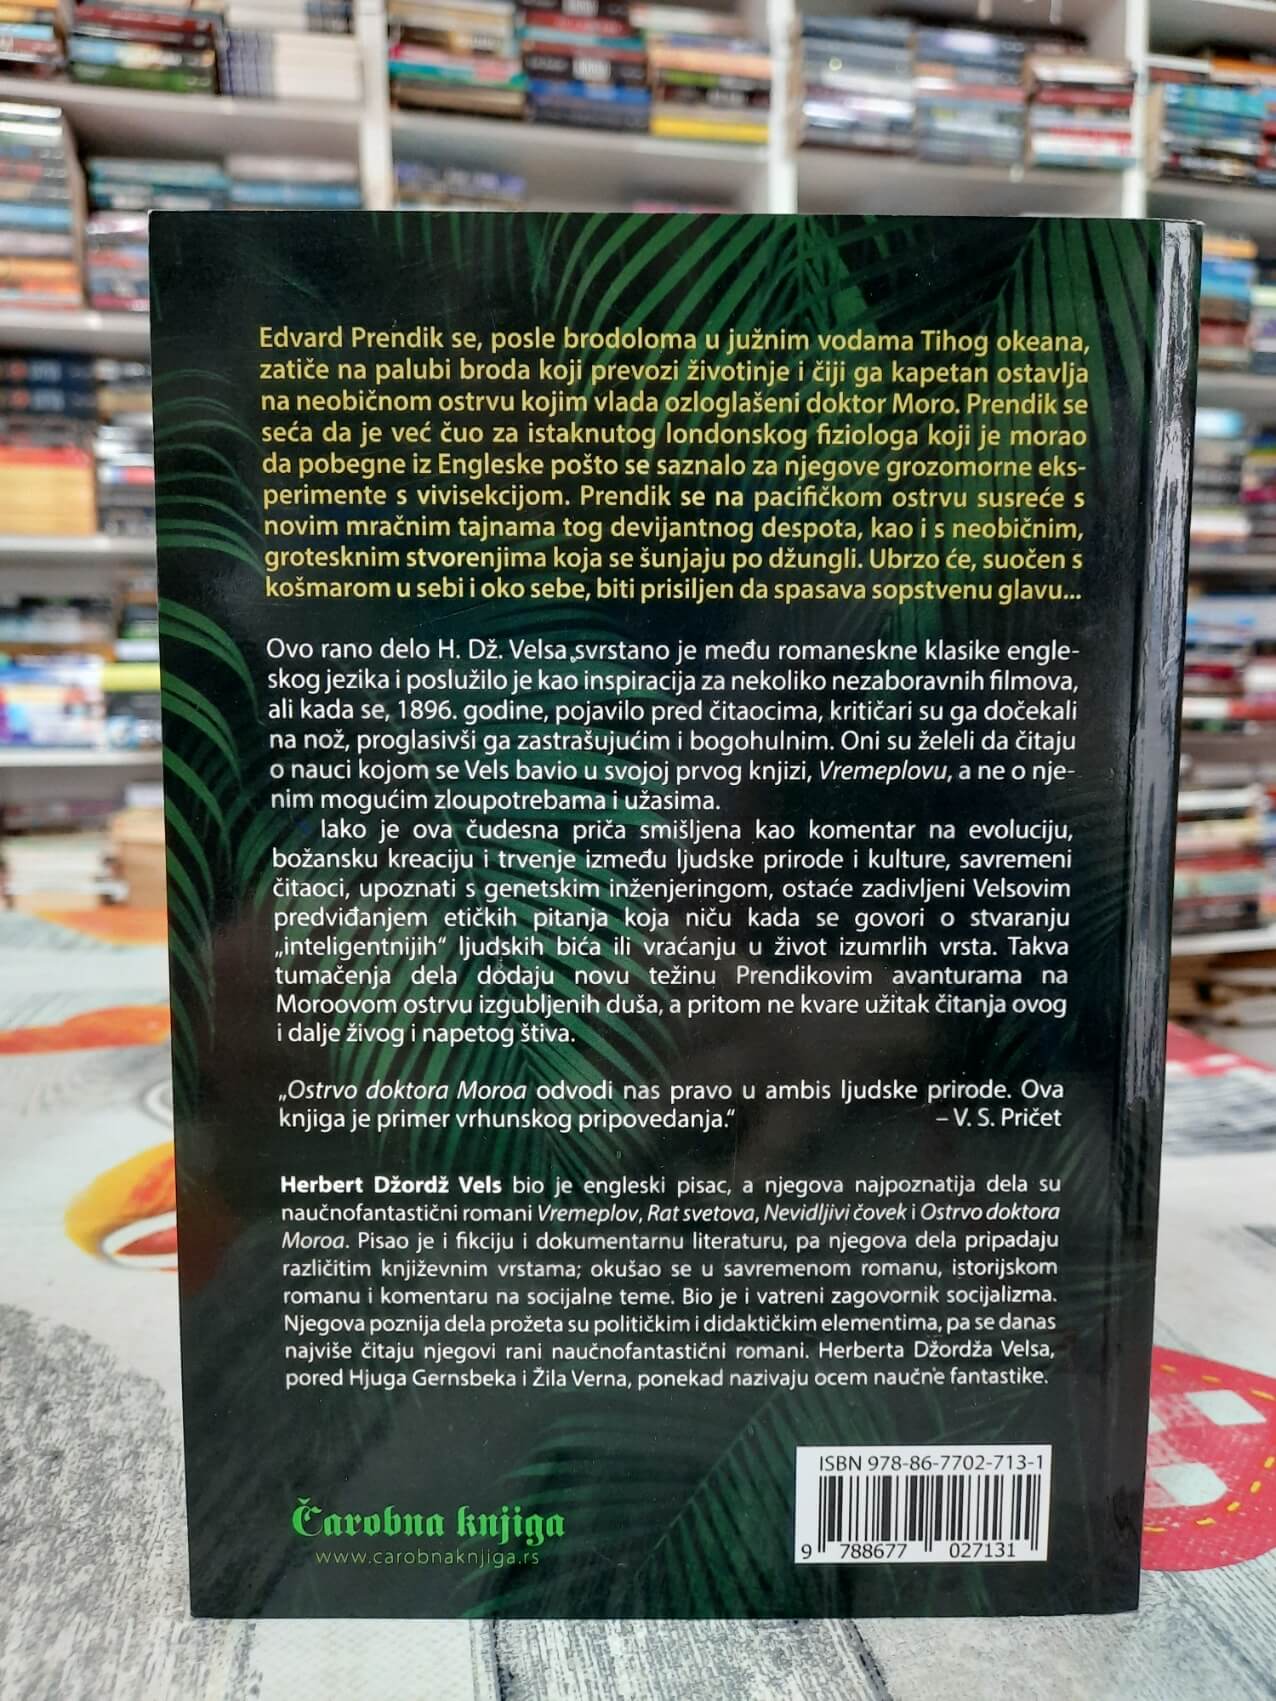 Edvard Prendik se, posle brodoloma u južnim vodama Tihog okeana,
zatiče na palubi broda koji prevozi životinje i čiji ga kapetan ostavlja
na neobičnom ostrvu kojim vlada ozloglašeni doktor Moro. Prendik se
seća da je već čuo za istaknutog londonskog fiziologa koji je morao
da pobegne iz Engleske pošto se saznalo za njegove grozomorne eks-
perimente s vivisekcijom. Prendik se na pacifičkom ostrvu susreće s
novim mračnim tajnama tog devijantnog despota, kao i s neobičnim,
grotesknim stvorenjima koja se šunjaju po džungli. Ubrzo će, suočen s
košmarom u sebi i oko sebe, biti prisiljen da spasava sopstvenu glavu...
Ovo rano delo H. Dž. Velsa svrstano je među romaneskne klasike engle-
skog jezika i poslužilo je kao inspiracija za nekoliko nezaboravnih filmova,
ali kada se, 1896. godine, pojavilo pred čitaocima, kritičari su ga dočekali
na nož, proglasivši ga zastrašujućim i bogohulnim. Oni su želeli da čitaju
o nauci kojom se Vels bavio u svojoj prvog knjizi, Vremeplovu, a ne o nje-
nim mogućim zloupotrebama i užasima.
Iako je ova čudesna priča smišljena kao komentar na evoluciju,
božansku kreaciju i trvenje između ljudske prirode i kulture, savremeni
čitaoci, upoznati s genetskim inženjeringom, ostaće zadivljeni Velsovim
predviđanjem etičkih pitanja koja niču kada se govori o stvaranju
„inteligentnijih“ ljudskih bića ili vraćanju u život izumrlih vrsta. Takva
tumačenja dela dodaju novu težinu Prendikovim avanturama na
Moroovom ostrvu izgubljenih duša, a pritom ne kvare užitak čitanja ovog
i dalje živog i napetog štiva.
„Ostrvo doktora Moroa odvodi nas pravo u ambis ljudske prirode. Ova
knjiga je primer vrhunskog pripovedanja.“ – V. S. Pričet
Herbert Džordž Vels bio je engleski pisac, a njegova najpoznatija dela su
naučnofantastični romani Vremeplov, Rat svetova, Nevidljivi čovek i Ostrvo doktora
Moroa. Pisao je i fikciju i dokumentarnu literaturu, pa njegova dela pripadaju
različitim književnim vrstama; okušao se u savremenom romanu, istorijskom
romanu i komentaru na socijalne teme. Bio je i vatreni zagovornik socijalizma.
Njegova poznija dela prožeta su političkim i didaktičkim elementima, pa se danas
najviše čitaju njegovi rani naučnofantastični romani. Herberta Džordža Velsa,
pored Hjuga Gernsbeka i Žila Verna, ponekad nazivaju ocem naučne fantastike.
ISBN 978-86-7702-713-1
9 788677 027131
Čarobna knjiga
www.carobnaknjiga.rs